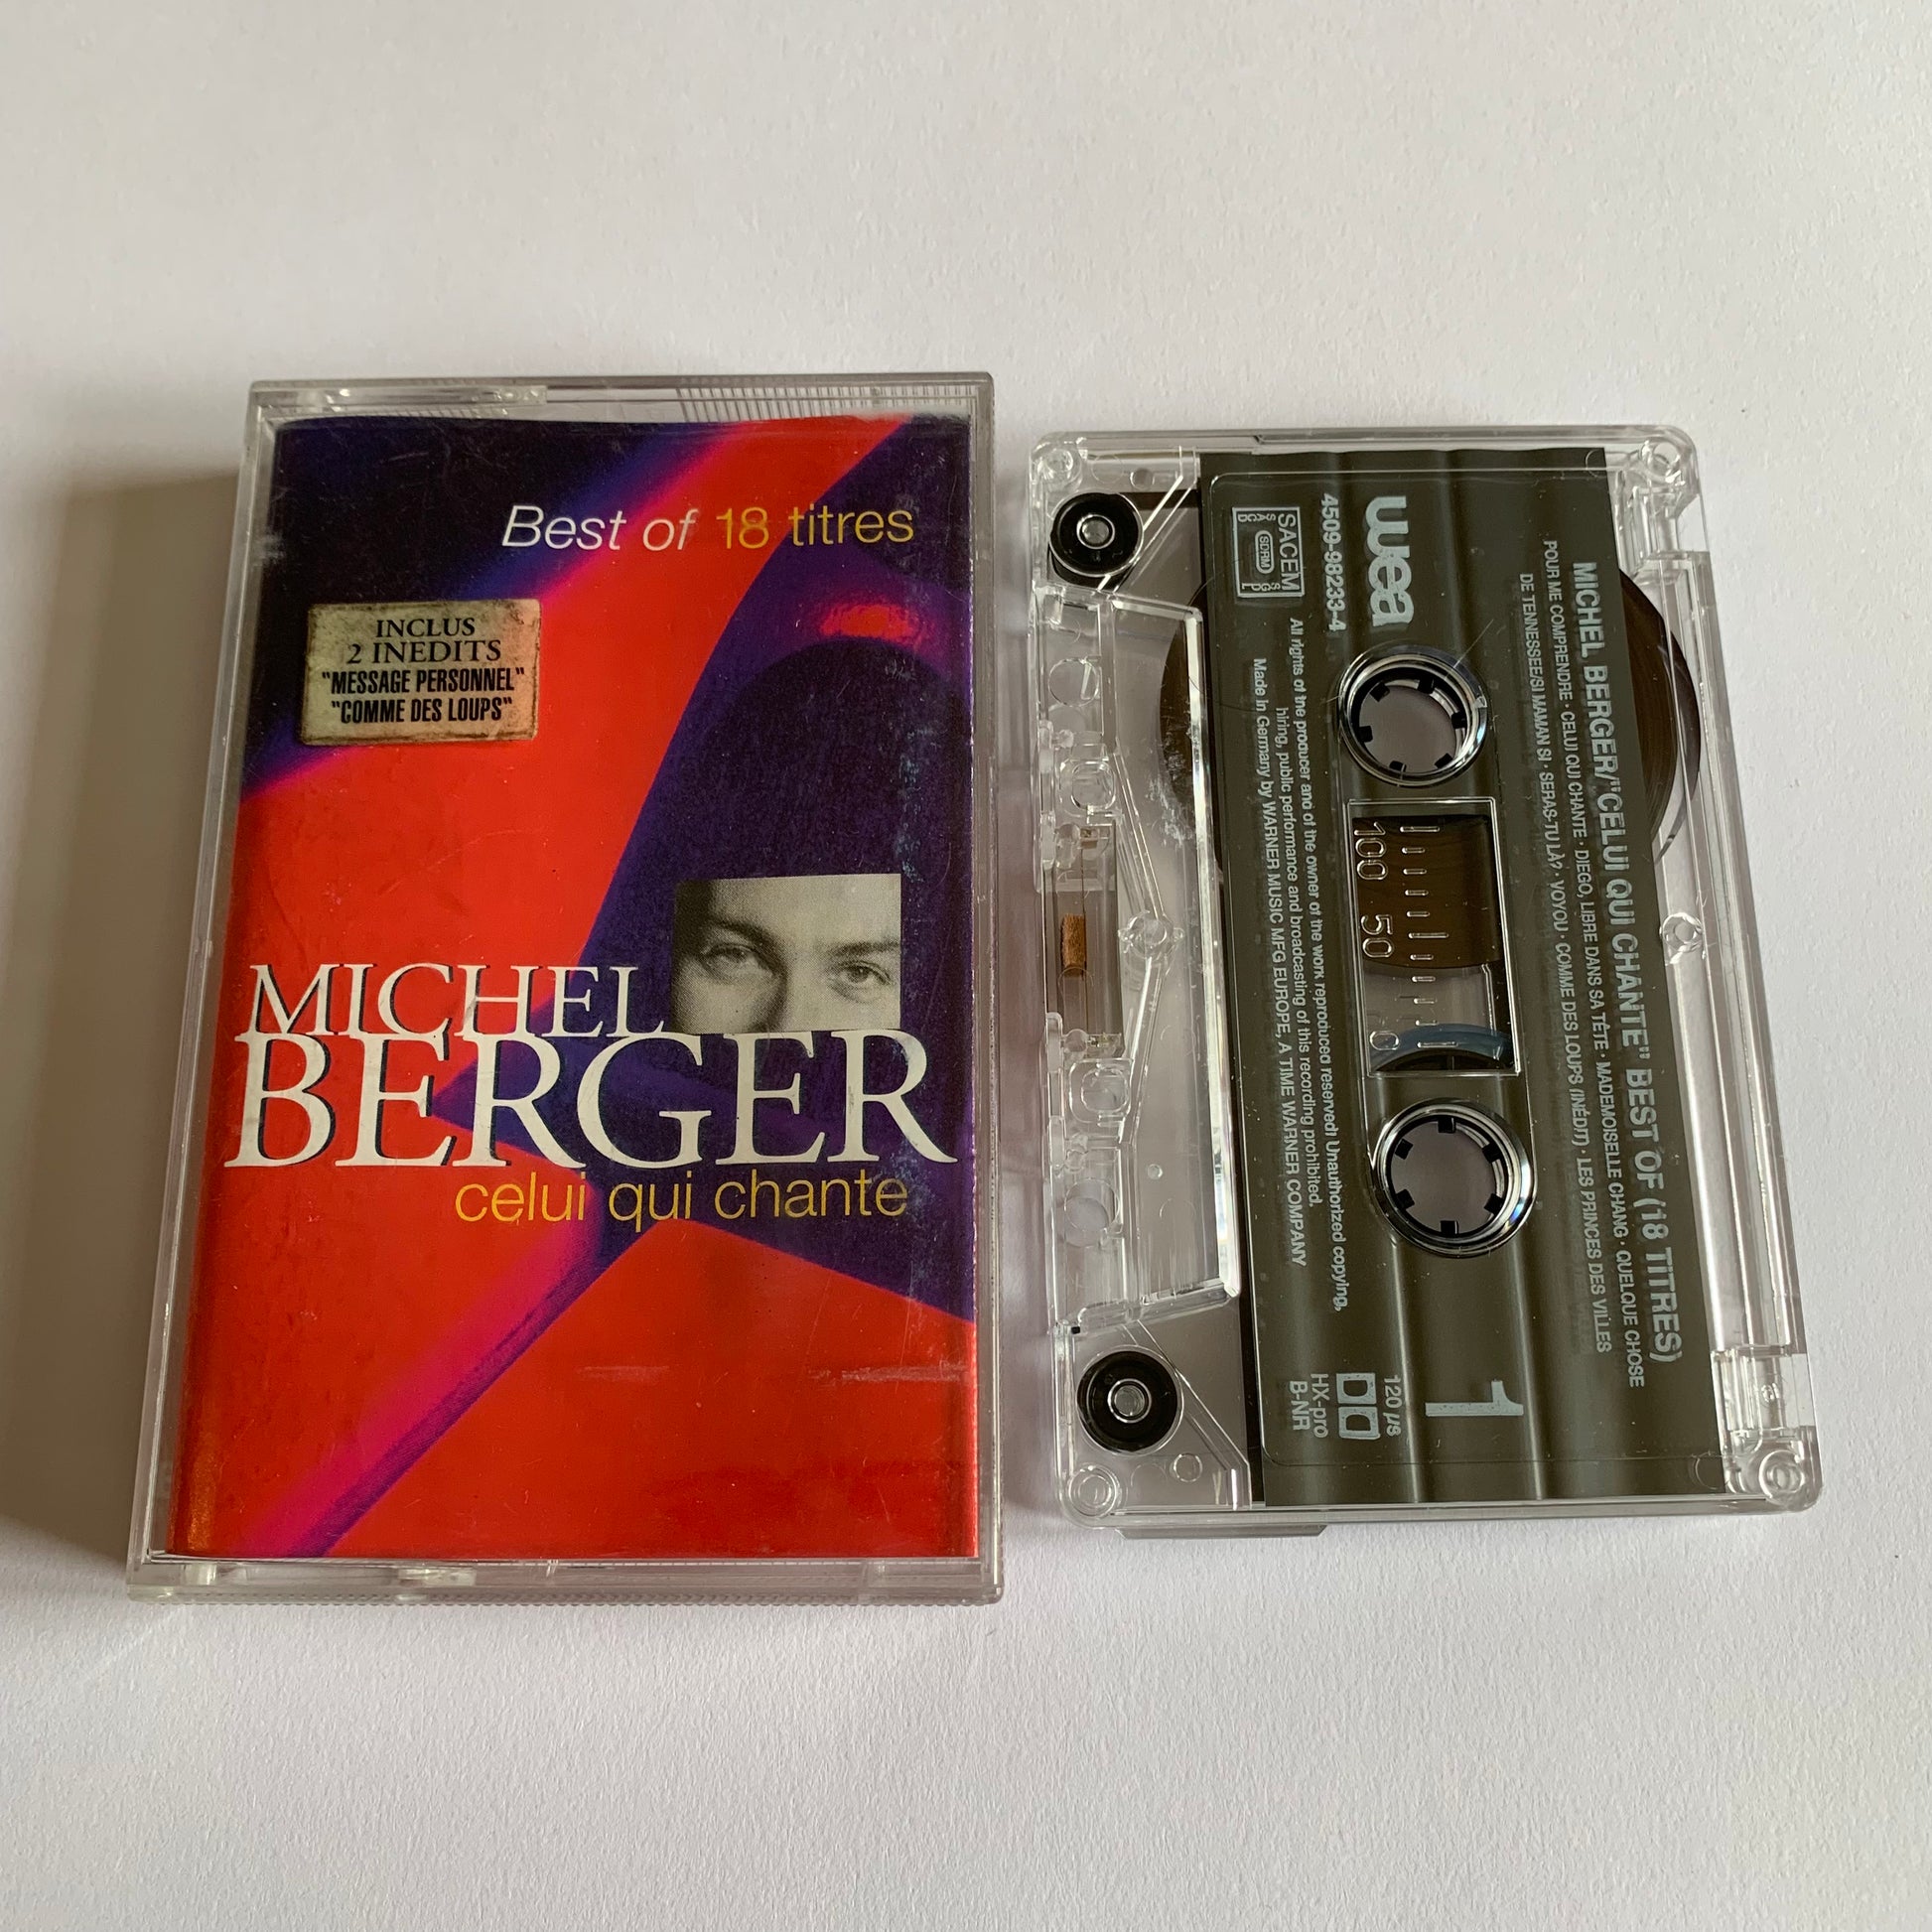 Best of 18 titres
INCLUS
2 INEDITS
"MESSAGE PERSONNEL"
"COMME DES LOUPS"
MICHEL
BERGER
celui qui chante
MICHEL BERGER/"CELUI QUI CHANTE" BEST OF (18 TITRES)
POUR ME COMPRENDRE · CELUI QUI CHANTE · DIEGO, LIBRE DANS SA TÊTE · MADEMOISELLE CHANG · QUELQUE CHOSE
DE TENNESSEE/SI MAMAN SI · SERAS-TU LÀ? · VOYOU · COMME DES LOUPS (INÉDIT) · LES PRINCES DES VILLES
wea
4509-98233-4
1
100 50 0
SACEM
SACD
SDRM
SGDL
120 µs
HX-pro
B-NR
All rights of the producer and of the owner of the work reproduced reserved! Unauthorized copying,
hiring, public performance and broadcasting of this recording prohibited.
Made in Germany by WARNER MUSIC MFG EUROPE, A TIME WARNER COMPANY